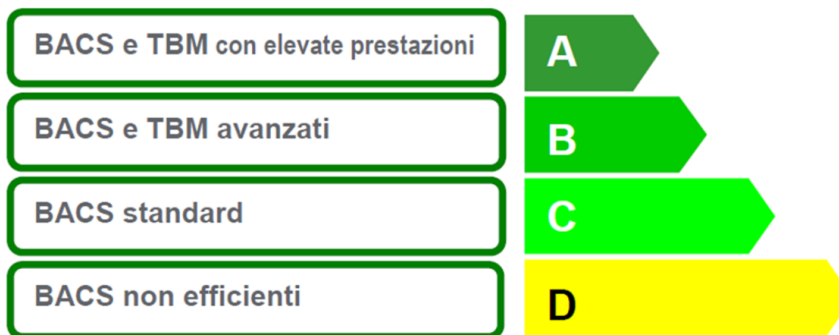 BACS e TBM con elevate prestazioni A
BACS e TBM avanzati B
BACS standard C
BACS non efficienti D